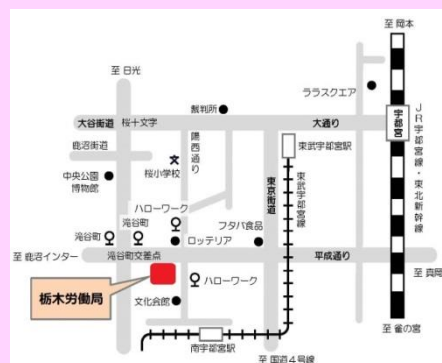 至 岡本
至 日光
ララスクエア
裁判所
大谷街道
桜十文字
大通り
宇都宮
陽西通り
東武宇都宮駅
鹿沼街道
桜小学校
東京街道
東武宇都宮線
JR宇都宮線・東北新幹線
中央公園
博物館
ハローワーク
滝谷町
滝谷町
ロッテリア
フタバ食品
至 鹿沼インター
滝谷町交差点
平成通り
至 真岡
栃木労働局
ハローワーク
文化会館
至 雀の宮
南宇都宮駅
至 国道4号線